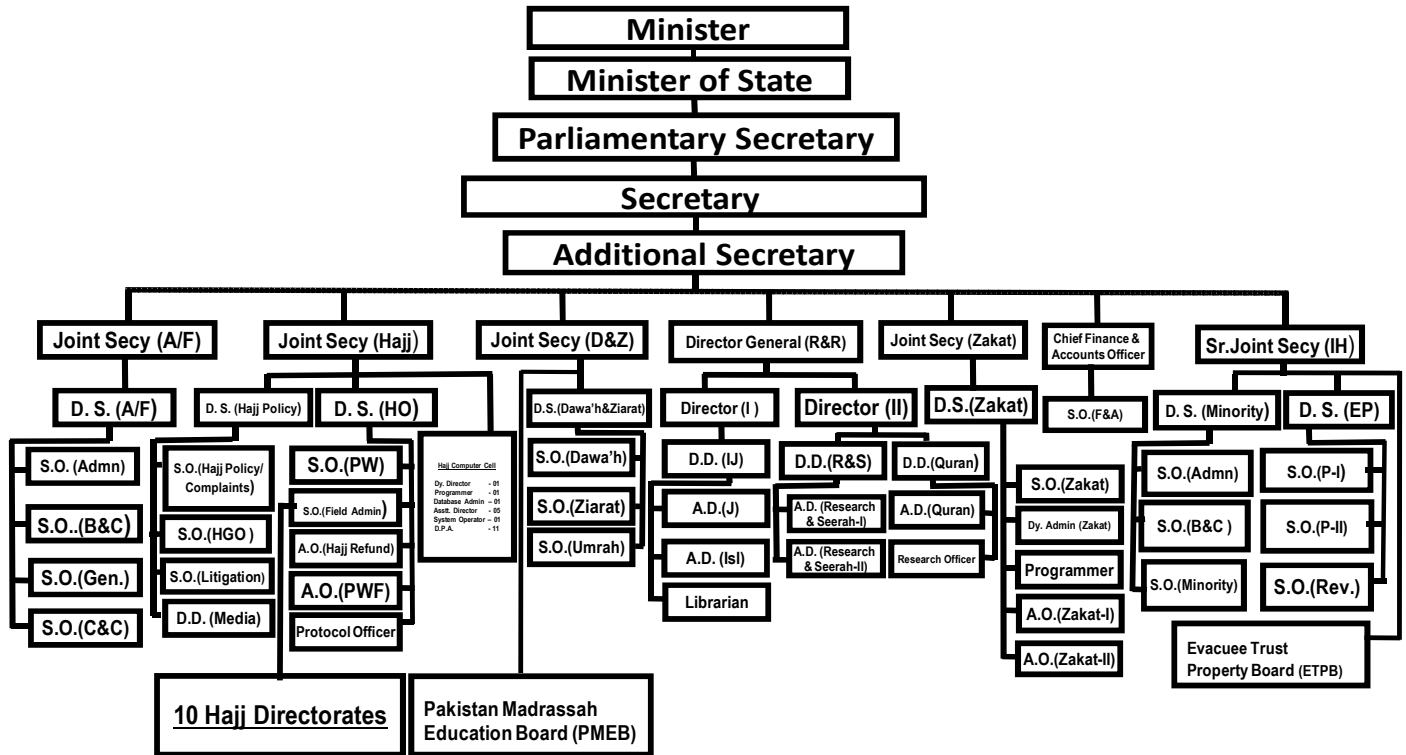 Minister
Minister of State
Parliamentary Secretary
Secretary
Additional Secretary
Joint Secy (A/F)
Joint Secy (Hajj)
Joint Secy (D&Z)
Director General (R&R)
Joint Secy (Zakat)
Chief Finance &
Accounts Officer
Sr.Joint Secy (IH)
D. S. (A/F)
D. S. (Hajj Policy)
D. S. (HO)
D.S.(Dawa'h&Ziarat)
Director (I )
Director (II)
D.S.(Zakat)
S.O.(F&A)
D. S. (Minority)
D. S. (EP)
S.O. (Admn)
S.O..(B&C)
S.O.(Gen.)
S.O.(C&C)
S.O.(Hajj Policy/
Complaints)
S.O.(HGO )
S.O.(Litigation)
D.D. (Media)
S.O.(PW)
S.O.(Field Admin )
A.O.(Hajj Refund)
A.O.(PWF)
Protocol Officer
Hajj Computer Cell
Dy. Director - 01
Programmer - 01
Database Admin – 01
Asstt. Director - 05
System Operator – 01
D.P.A. - 11
S.O.(Dawa'h)
S.O.(Ziarat)
S.O.(Umrah)
D.D. (IJ)
A.D.(J)
A.D. (Isl)
Librarian
D.D.(R&S)
A.D. (Research
& Seerah-I)
A.D. (Research
& Seerah-II)
D.D.(Quran)
A.D.(Quran)
Research Officer
S.O.(Zakat)
Dy. Admin (Zakat)
Programmer
A.O.(Zakat-I)
A.O.(Zakat-II)
S.O.(Admn)
S.O.(B&C )
S.O.(Minority)
S.O.(P-I)
S.O.(P-II)
S.O.(Rev.)
10 Hajj Directorates
Pakistan Madrassah
Education Board (PMEB)
Evacuee Trust
Property Board (ETPB)